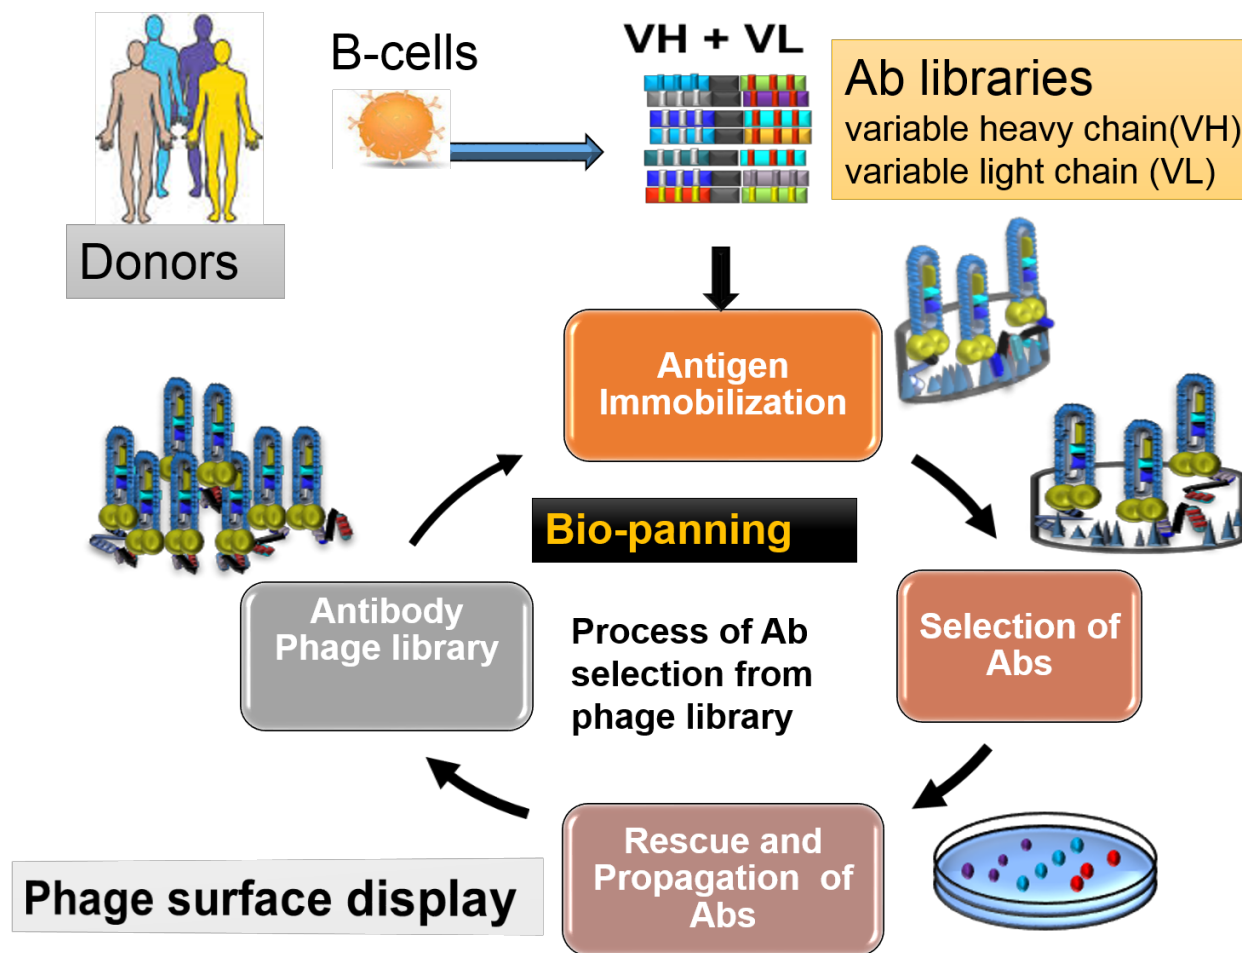 B-cells
VH + VL
Ab libraries
variable heavy chain(VH)
variable light chain (VL)
Donors
Antigen
Immobilization
Bio-panning
Antibody
Phage library
Process of Ab
selection from
phage library
Selection of
Abs
Rescue and
Propagation of
Abs
Phage surface display